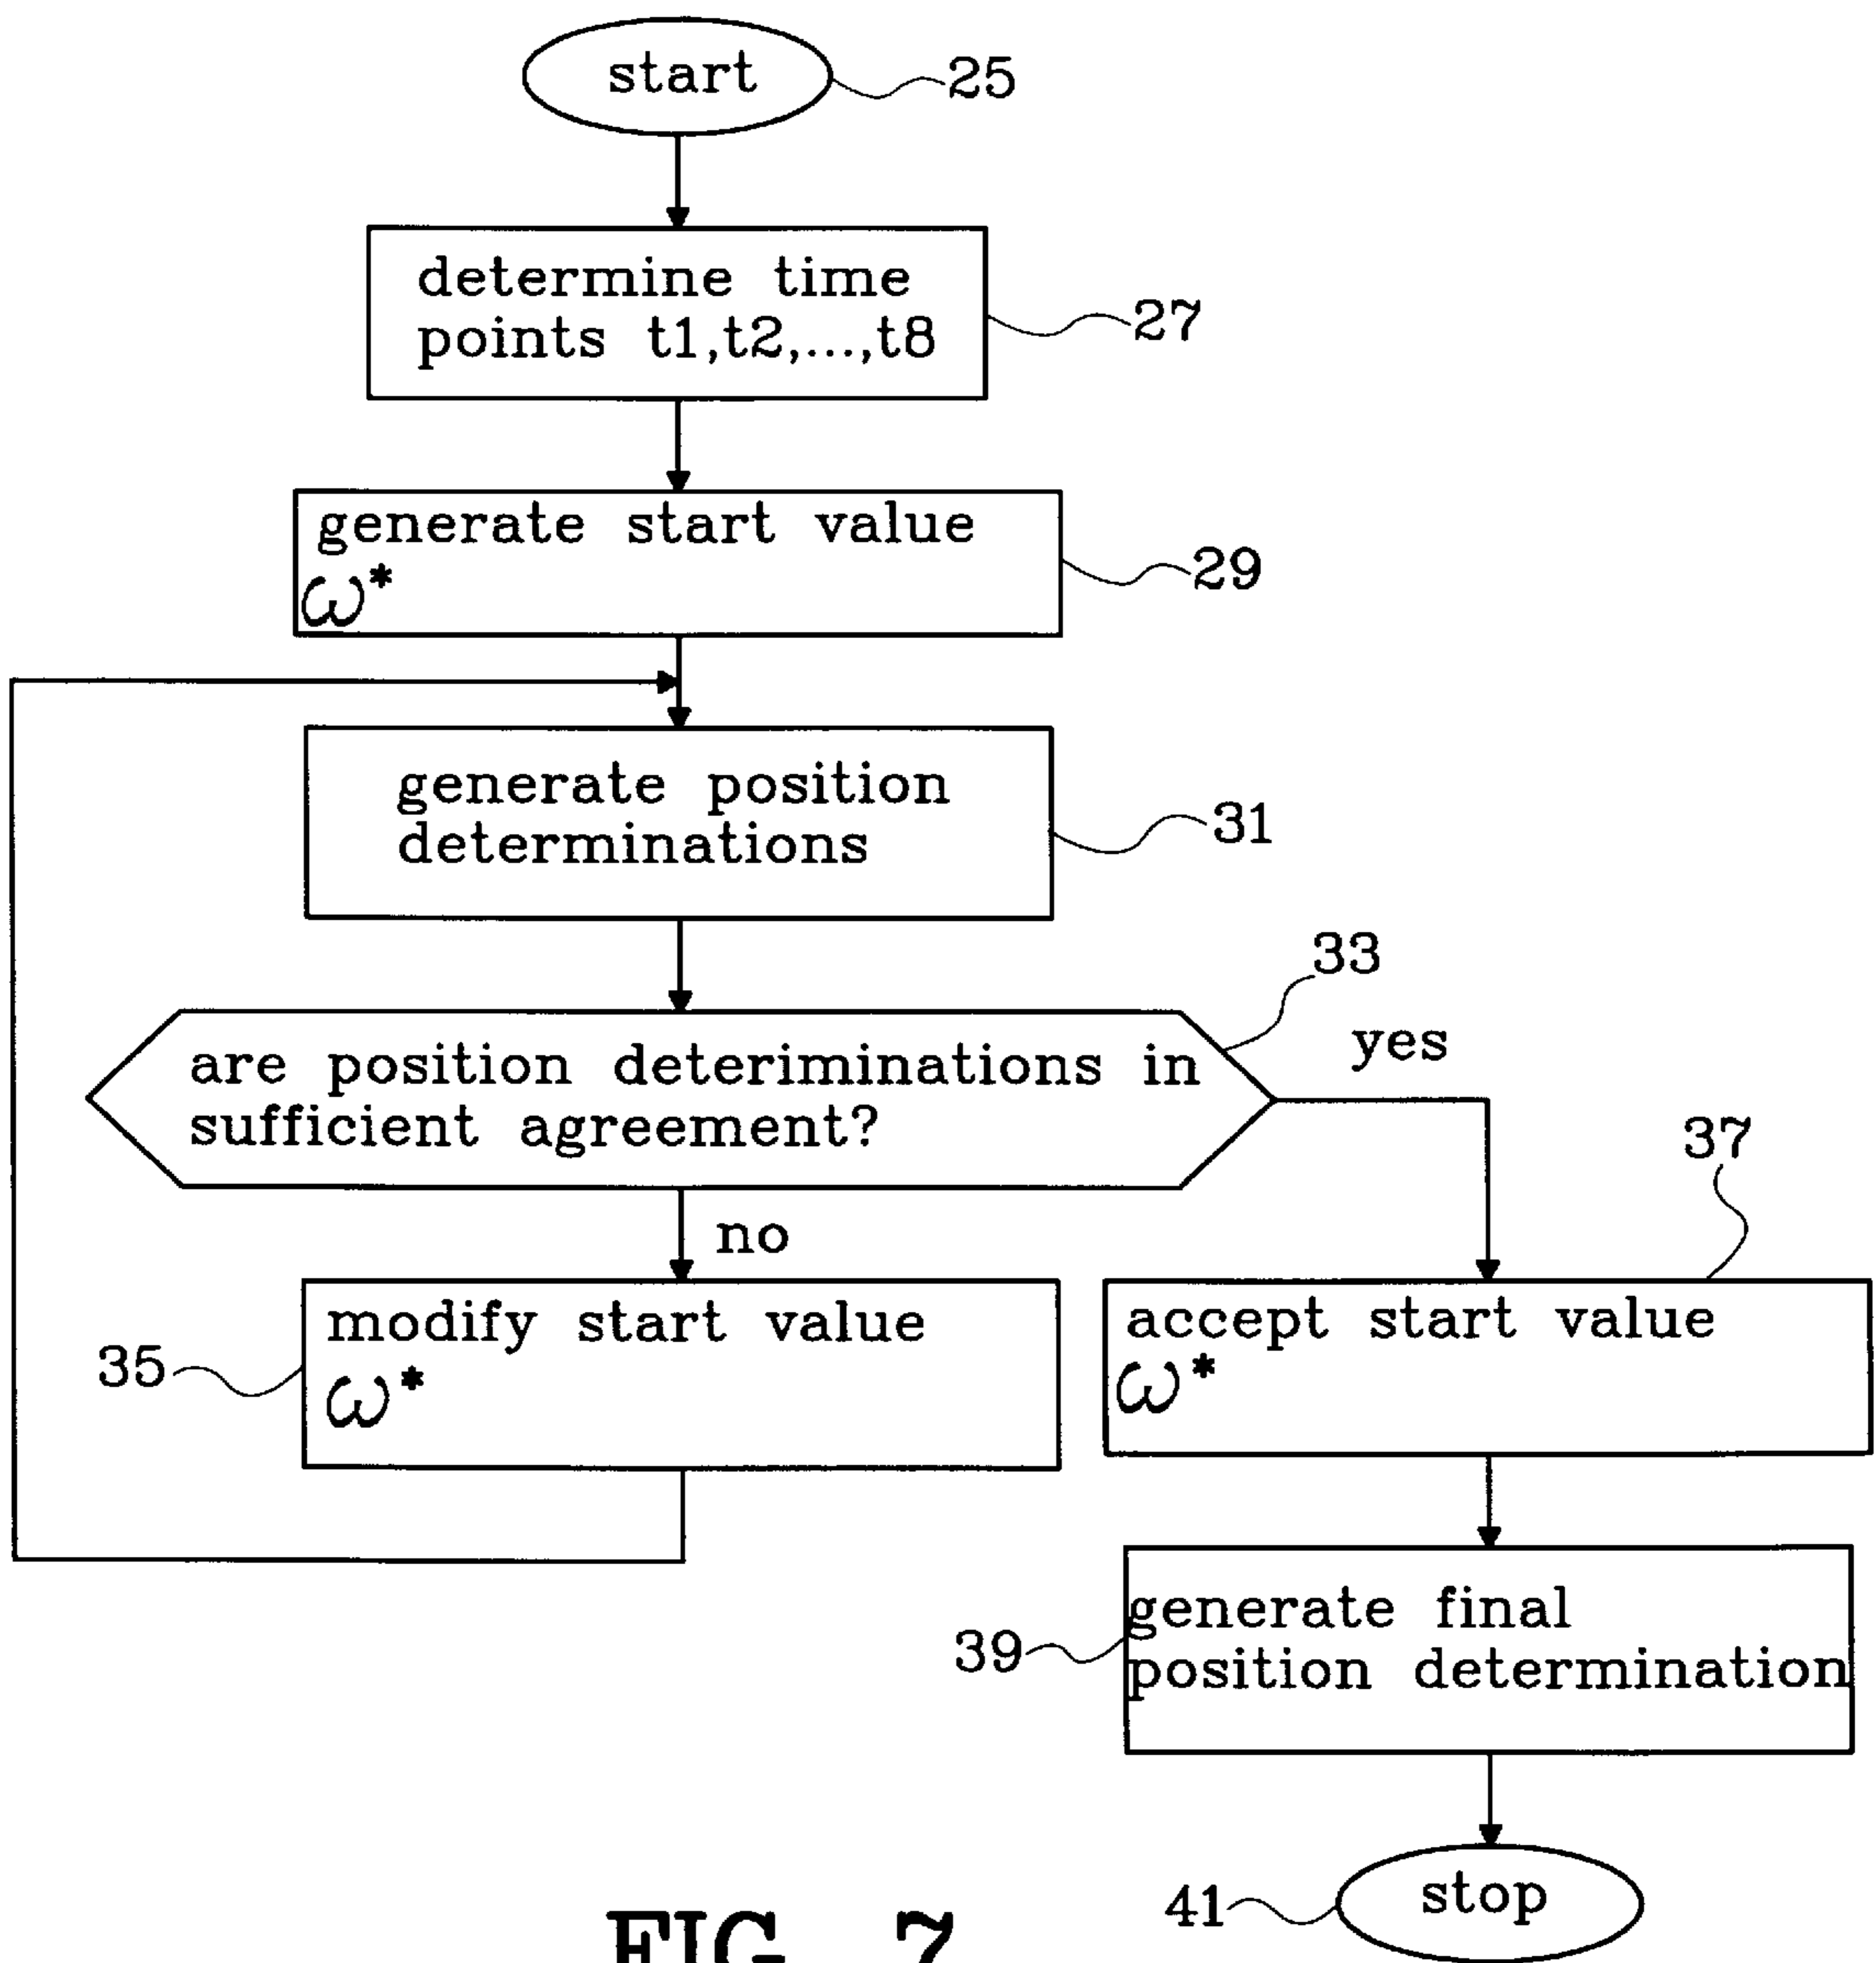 start
25
determine time
points t1,t2,...,t8
27
generate start value
ω*
29
generate position
determinations
31
33
are position deteriminations in
sufficient agreement?
yes
no
37
modify start value
ω*
35
accept start value
ω*
generate final
position determination
39
stop
41
FIG. 7